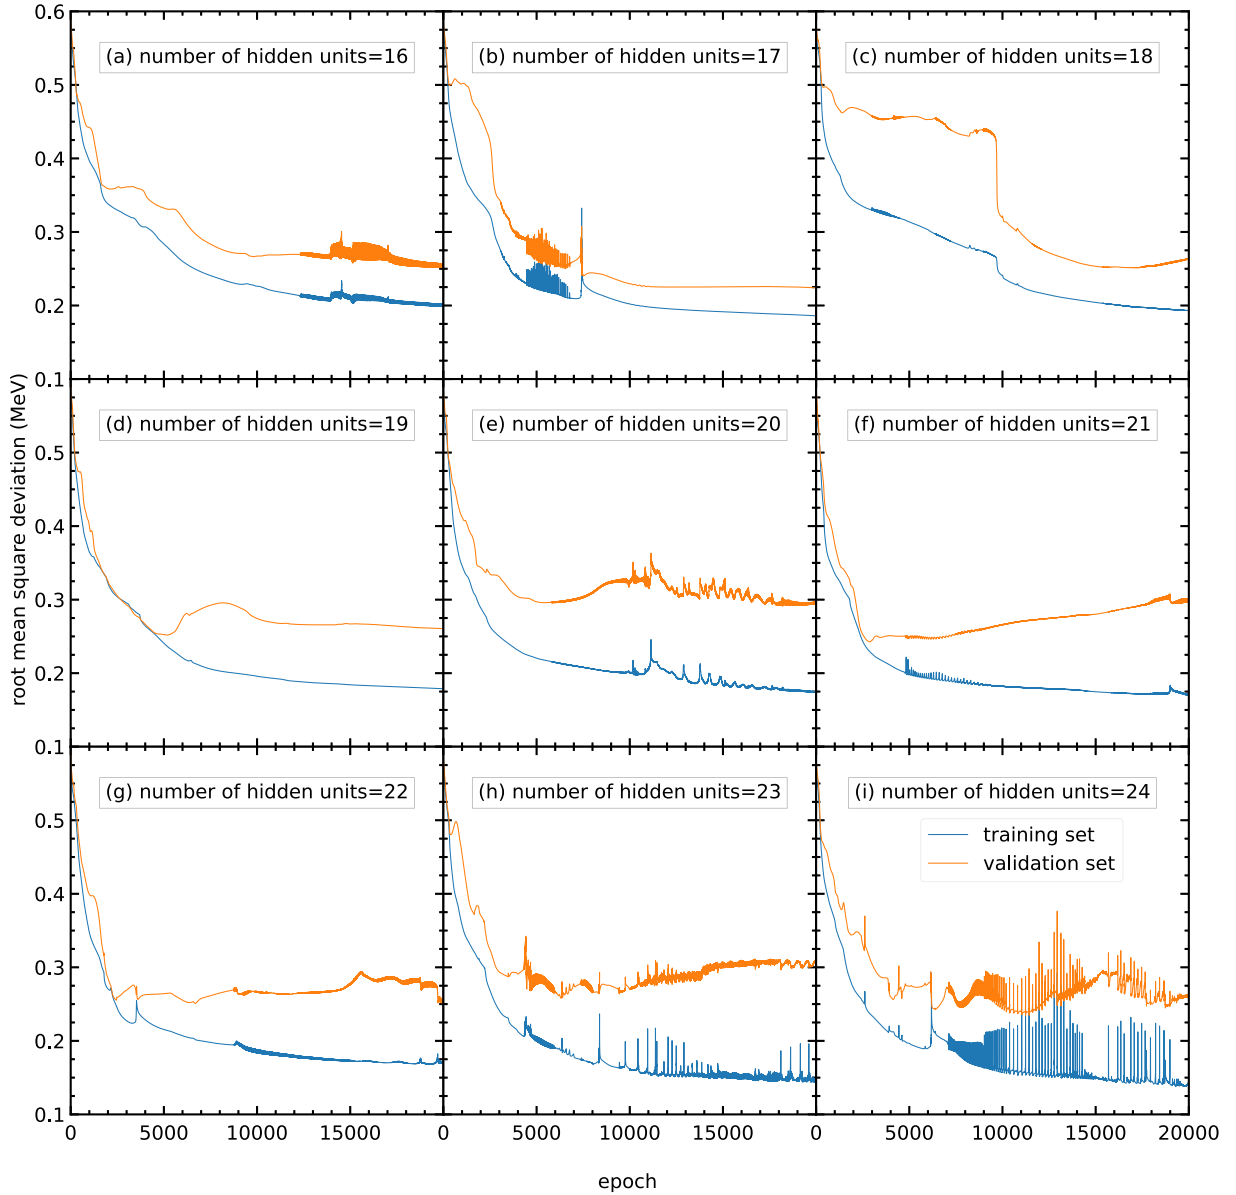 0.6
(a) number of hidden units=16
(b) number of hidden units=17
(c) number of hidden units=18
0.5
0.4
0.3
0.2
0.1
(d) number of hidden units=19
(e) number of hidden units=20
(f) number of hidden units=21
0.5
0.4
0.3
0.2
0.1
root mean square deviation (MeV)
(g) number of hidden units=22
(h) number of hidden units=23
(i) number of hidden units=24
training set
validation set
0.5
0.4
0.3
0.2
0.1
0 5000 10000 15000 0 5000 10000 15000 0 5000 10000 15000 20000
epoch